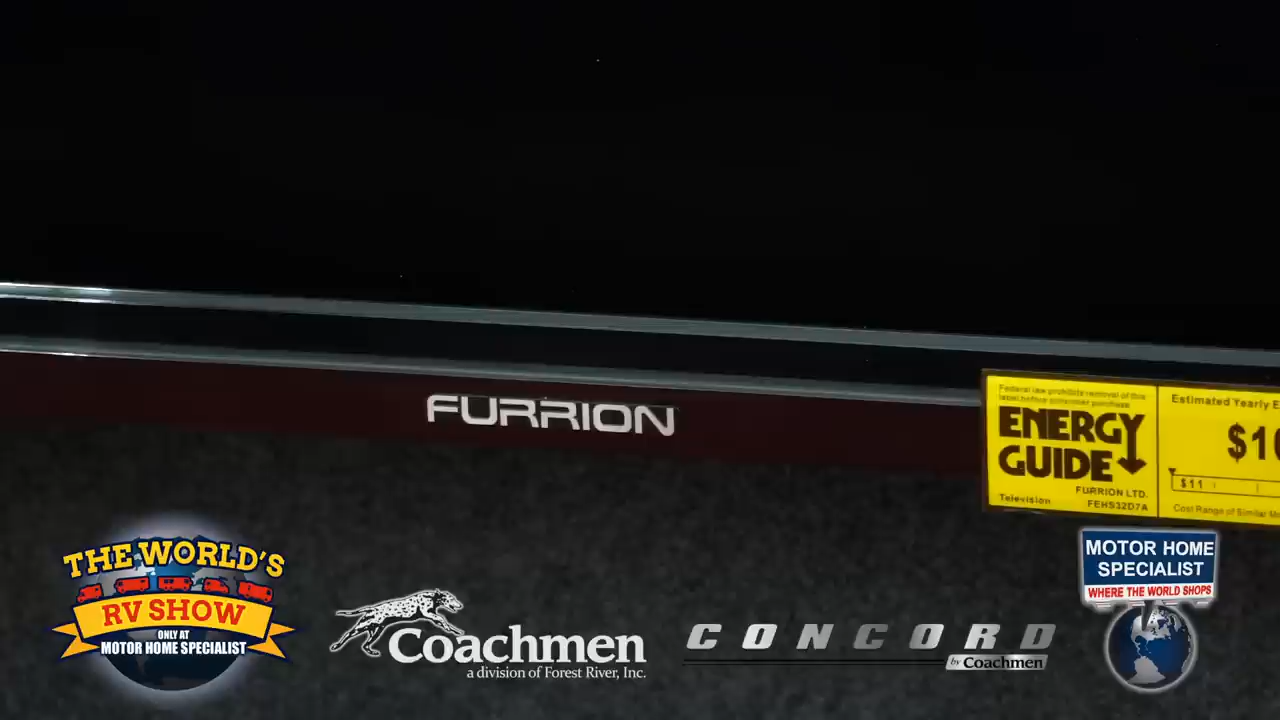 FURRION
Federal law prohibits removal of this
label before consumer purchase
ENERGY
GUIDE
FURRION LTD.
Television
FEHS32D7A
Estimated Yearly E
$10
$11
Cost Range of Similar Mo
THE WORLD'S
RV SHOW
ONLY AT
MOTOR HOME SPECIALIST
Coachmen
a division of Forest River, Inc.
CONCORD
by Coachmen
MOTOR HOME
SPECIALIST
WHERE THE WORLD SHOPS